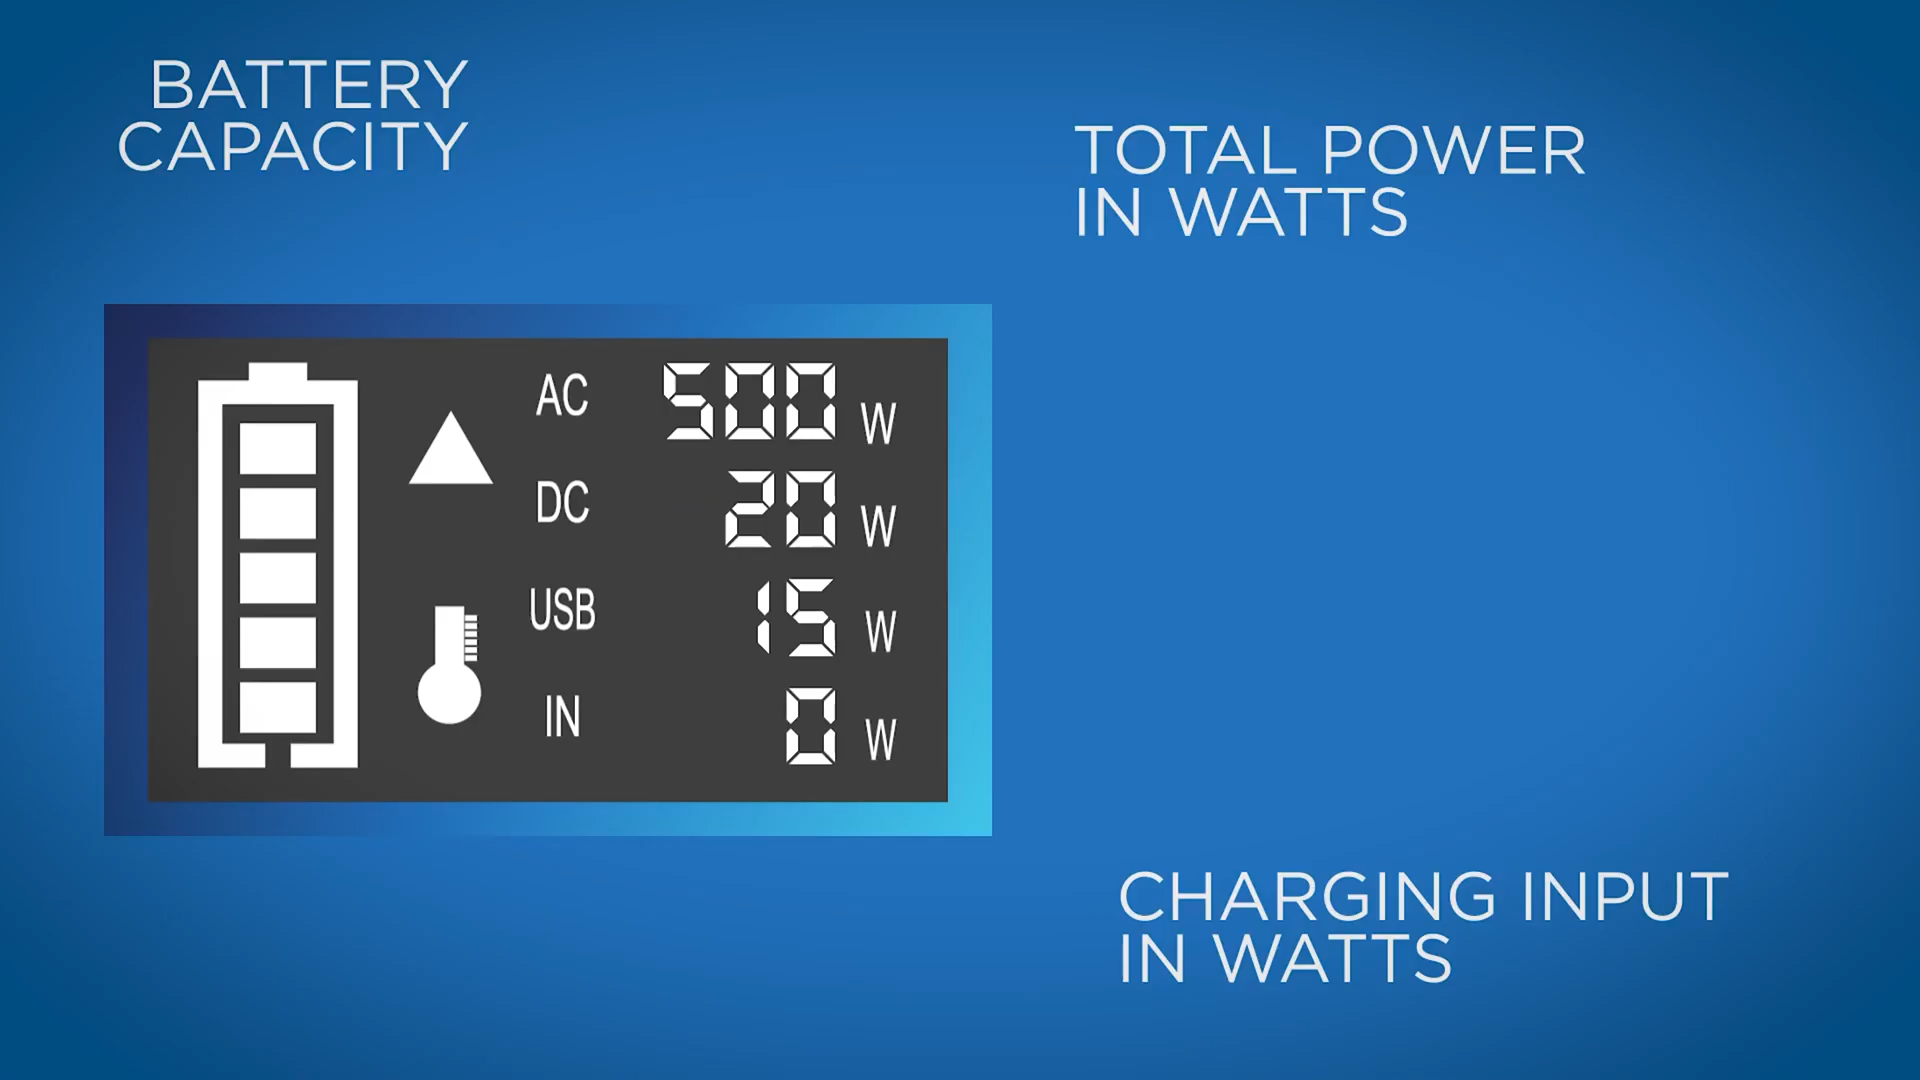 BATTERY
CAPACITY
TOTAL POWER
IN WATTS
AC 500 W
DC 20 W
USB 15 W
IN 0 W
CHARGING INPUT
IN WATTS